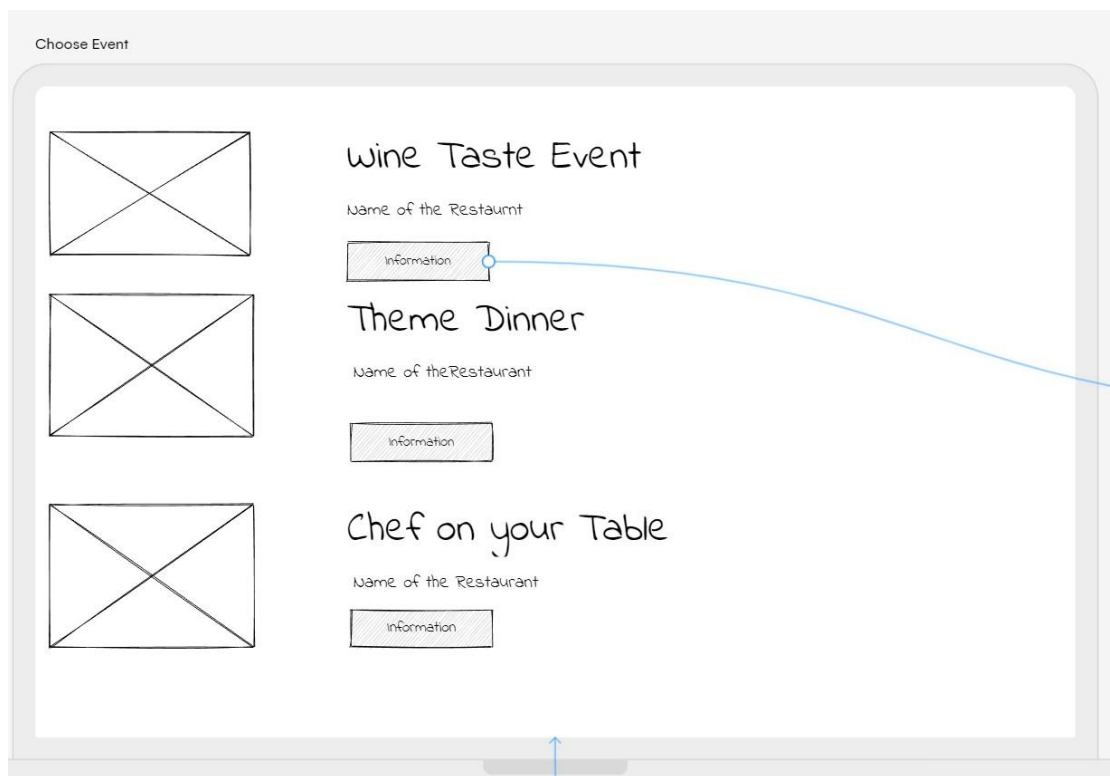 Choose Event
Wine Taste Event
Name of the Restaurnt
Information
Theme Dinner
Name of theRestaurant
Information
Chef on your Table
Name of the Restaurant
Information